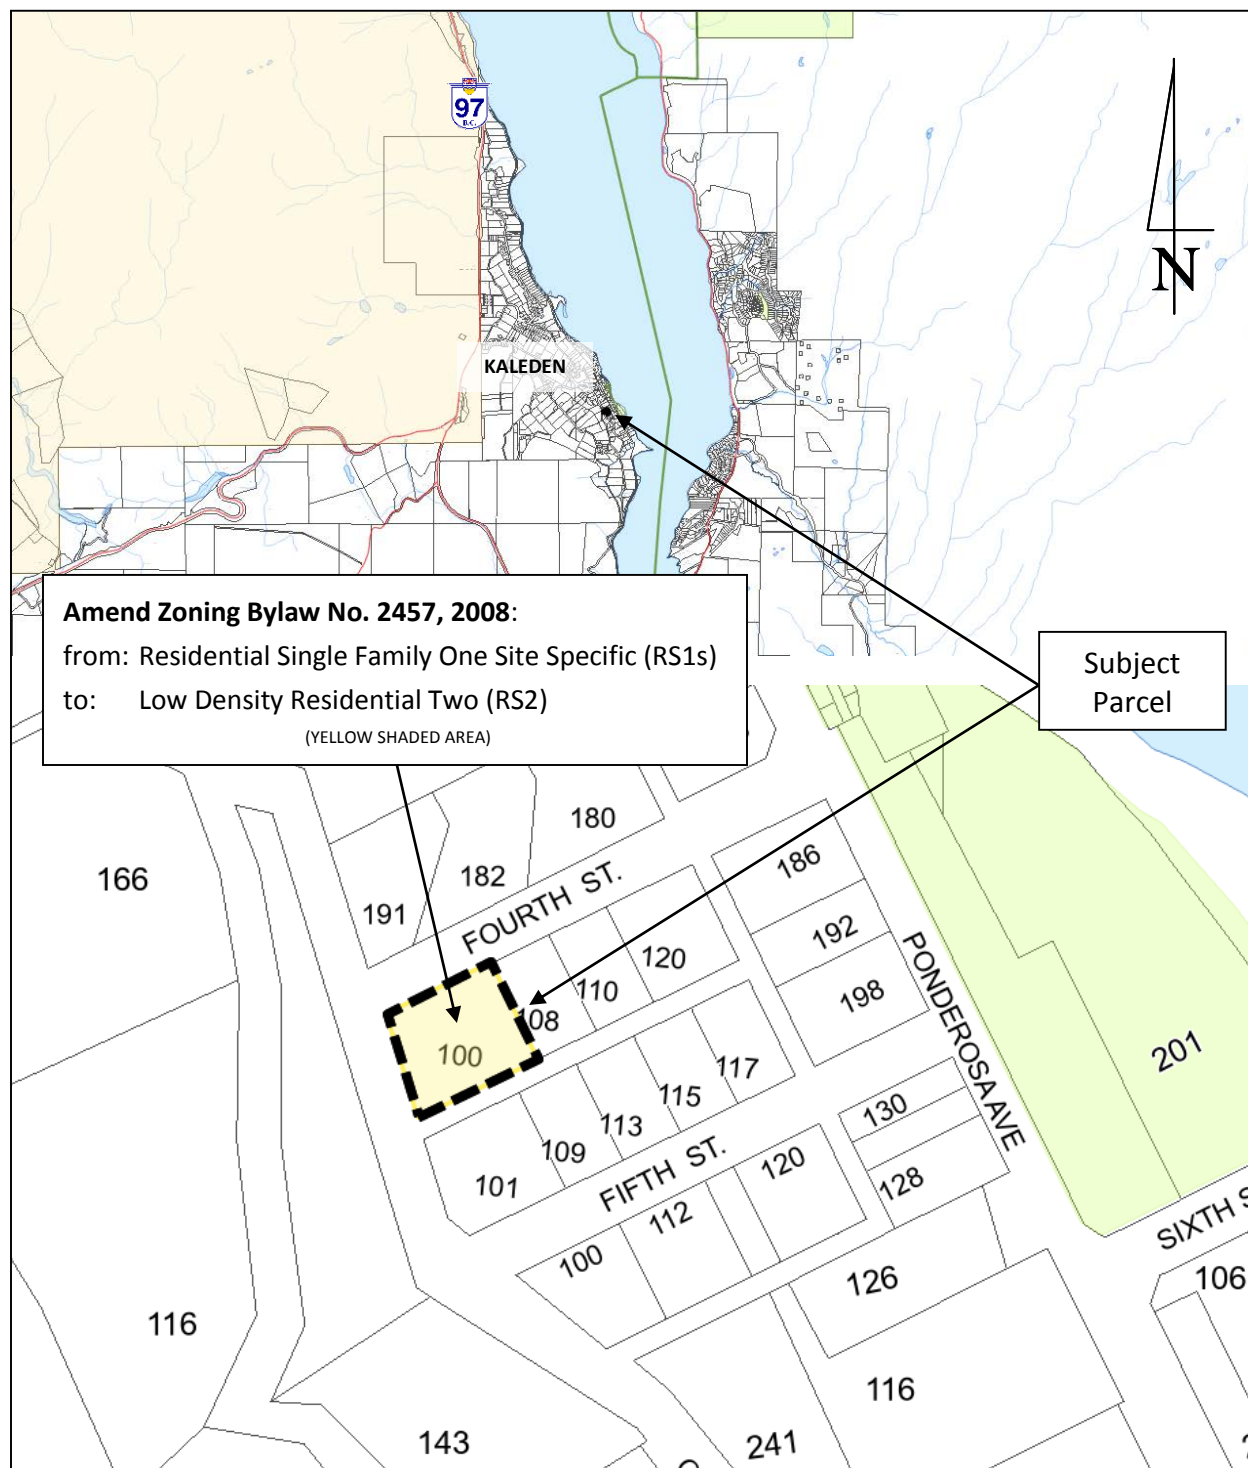 97
B.C.
N
KALEDEN
Amend Zoning Bylaw No. 2457, 2008:
from: Residential Single Family One Site Specific (RS1s)
to: Low Density Residential Two (RS2)
(YELLOW SHADED AREA)
Subject
Parcel
180
166
182
191
FOURTH ST.
186
192
198
120
110
108
100
PONDEROSA AVE
201
117
115
113
109
101
FIFTH ST.
130
128
120
112
100
SIXTH S
126
106
116
116
143
241